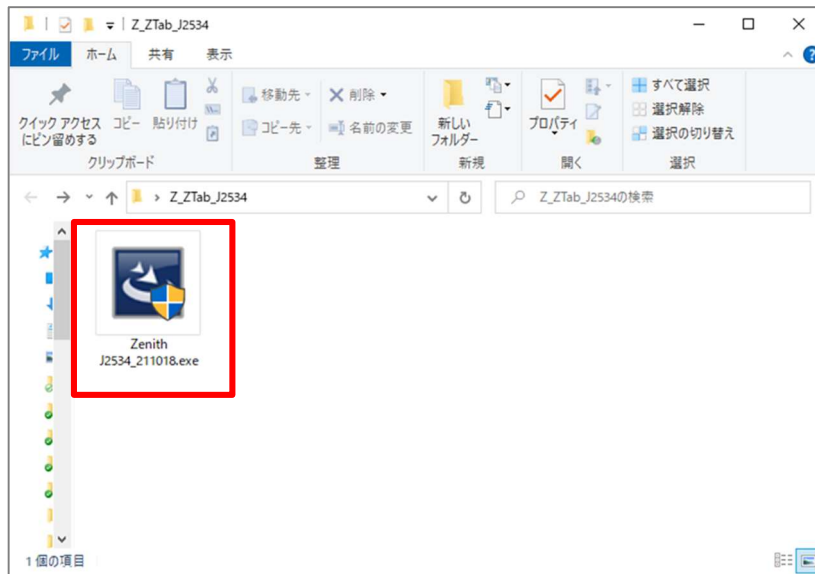 Z_ZTab_J2534
ファイル ホーム 共有 表示
クイック アクセス
にピン留めする
コピー 貼り付け
移動先 削除
コピー先 名前の変更
新しい
フォルダー
プロパティ
すべて選択
選択解除
選択の切り替え
クリップボード 整理 新規 開く 選択
Z_ZTab_J2534 Z_ZTab_J2534の検索
Zenith
J2534_211018.exe
1 個の項目